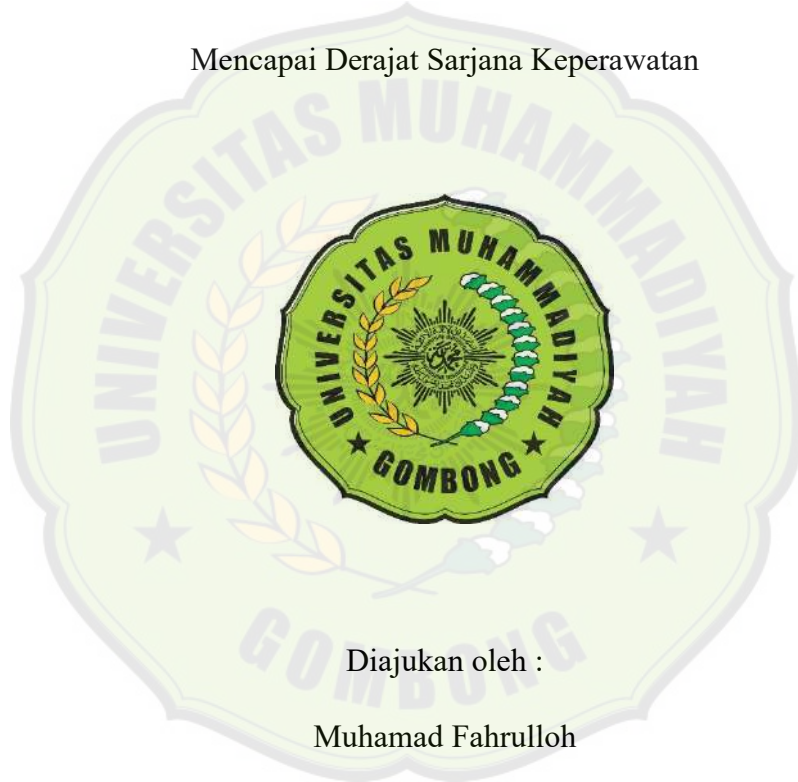 Mencapai Derajat Sarjana Keperawatan
UNIVERSITAS MUHAMMADIYAH
GOMBONG
UNIVERSITAS MUHAMMADIYAH
GOMBONG
Diajukan oleh :
Muhamad Fahrulloh